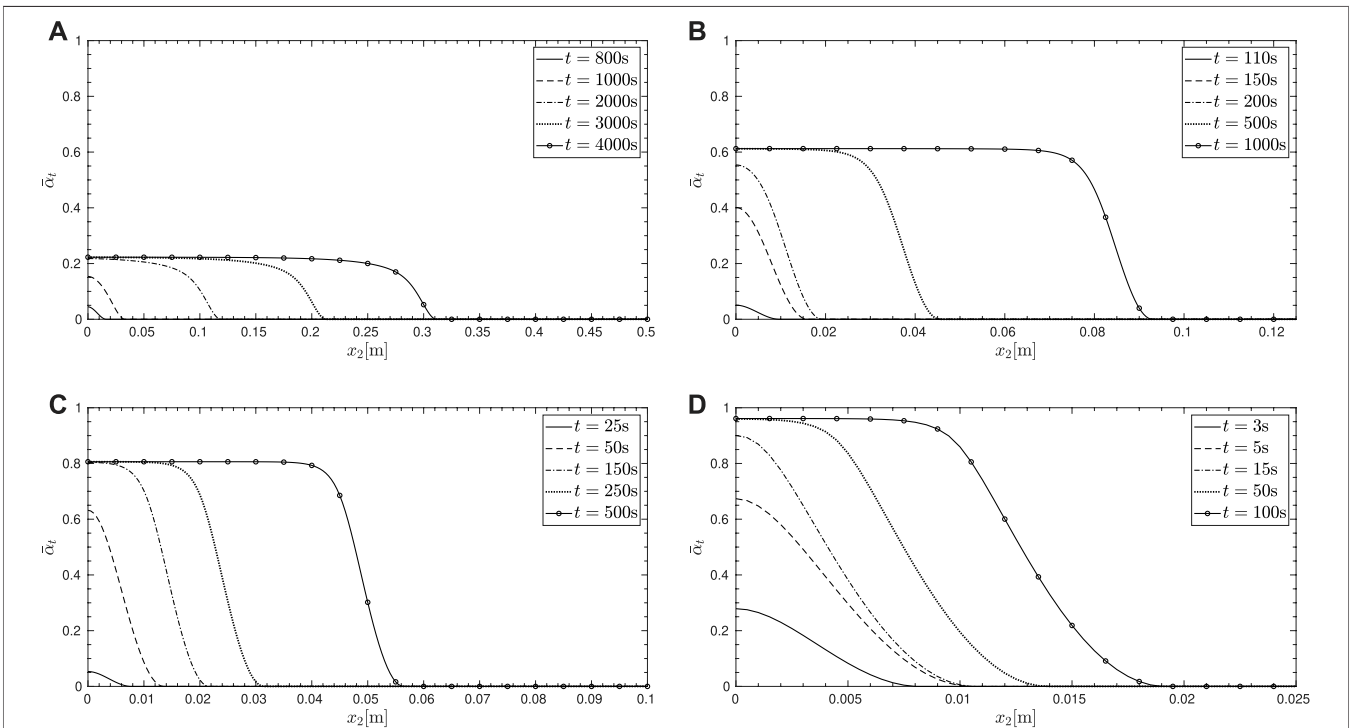 A
t = 800s
t = 1000s
t = 2000s
t = 3000s
t = 4000s
1
0.8
0.6
0.4
0.2
0
ᾱₜ
0 0.05 0.1 0.15 0.2 0.25 0.3 0.35 0.4 0.45 0.5
x₂[m]
B
t = 110s
t = 150s
t = 200s
t = 500s
t = 1000s
1
0.8
0.6
0.4
0.2
0
ᾱₜ
0 0.02 0.04 0.06 0.08 0.1 0.12
x₂[m]
C
t = 25s
t = 50s
t = 150s
t = 250s
t = 500s
1
0.8
0.6
0.4
0.2
0
ᾱₜ
0 0.01 0.02 0.03 0.04 0.05 0.06 0.07 0.08 0.09 0.1
x₂[m]
D
t = 3s
t = 5s
t = 15s
t = 50s
t = 100s
1
0.8
0.6
0.4
0.2
0
ᾱₜ
0 0.005 0.01 0.015 0.02 0.025
x₂[m]